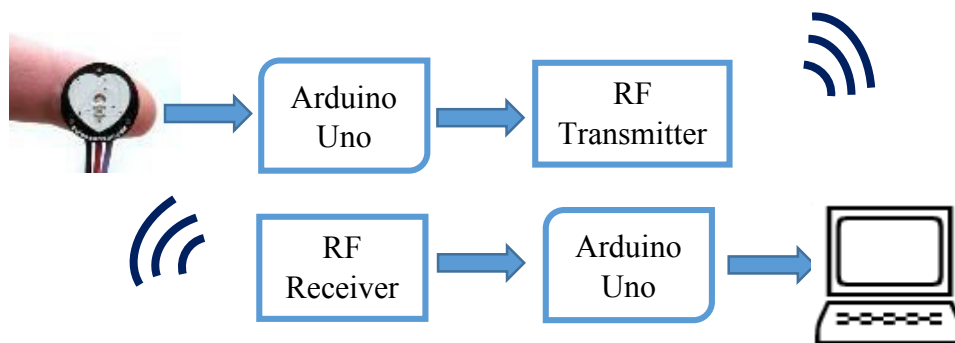 Arduino
Uno
RF
Transmitter
RF
Receiver
Arduino
Uno